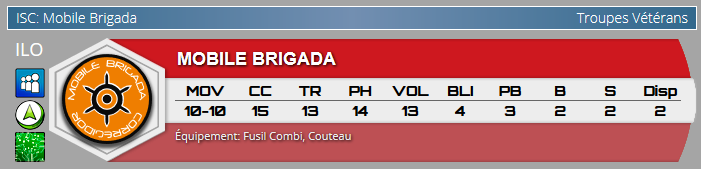 ISC: Mobile Brigada Troupes Vétérans
ILO
MOBILE BRIGADA
CORREGIDOR
MOBILE BRIGADA
MOV CC TR PH VOL BLI PB B S Disp
10-10 15 13 14 13 4 3 2 2 2
Équipement: Fusil Combi, Couteau